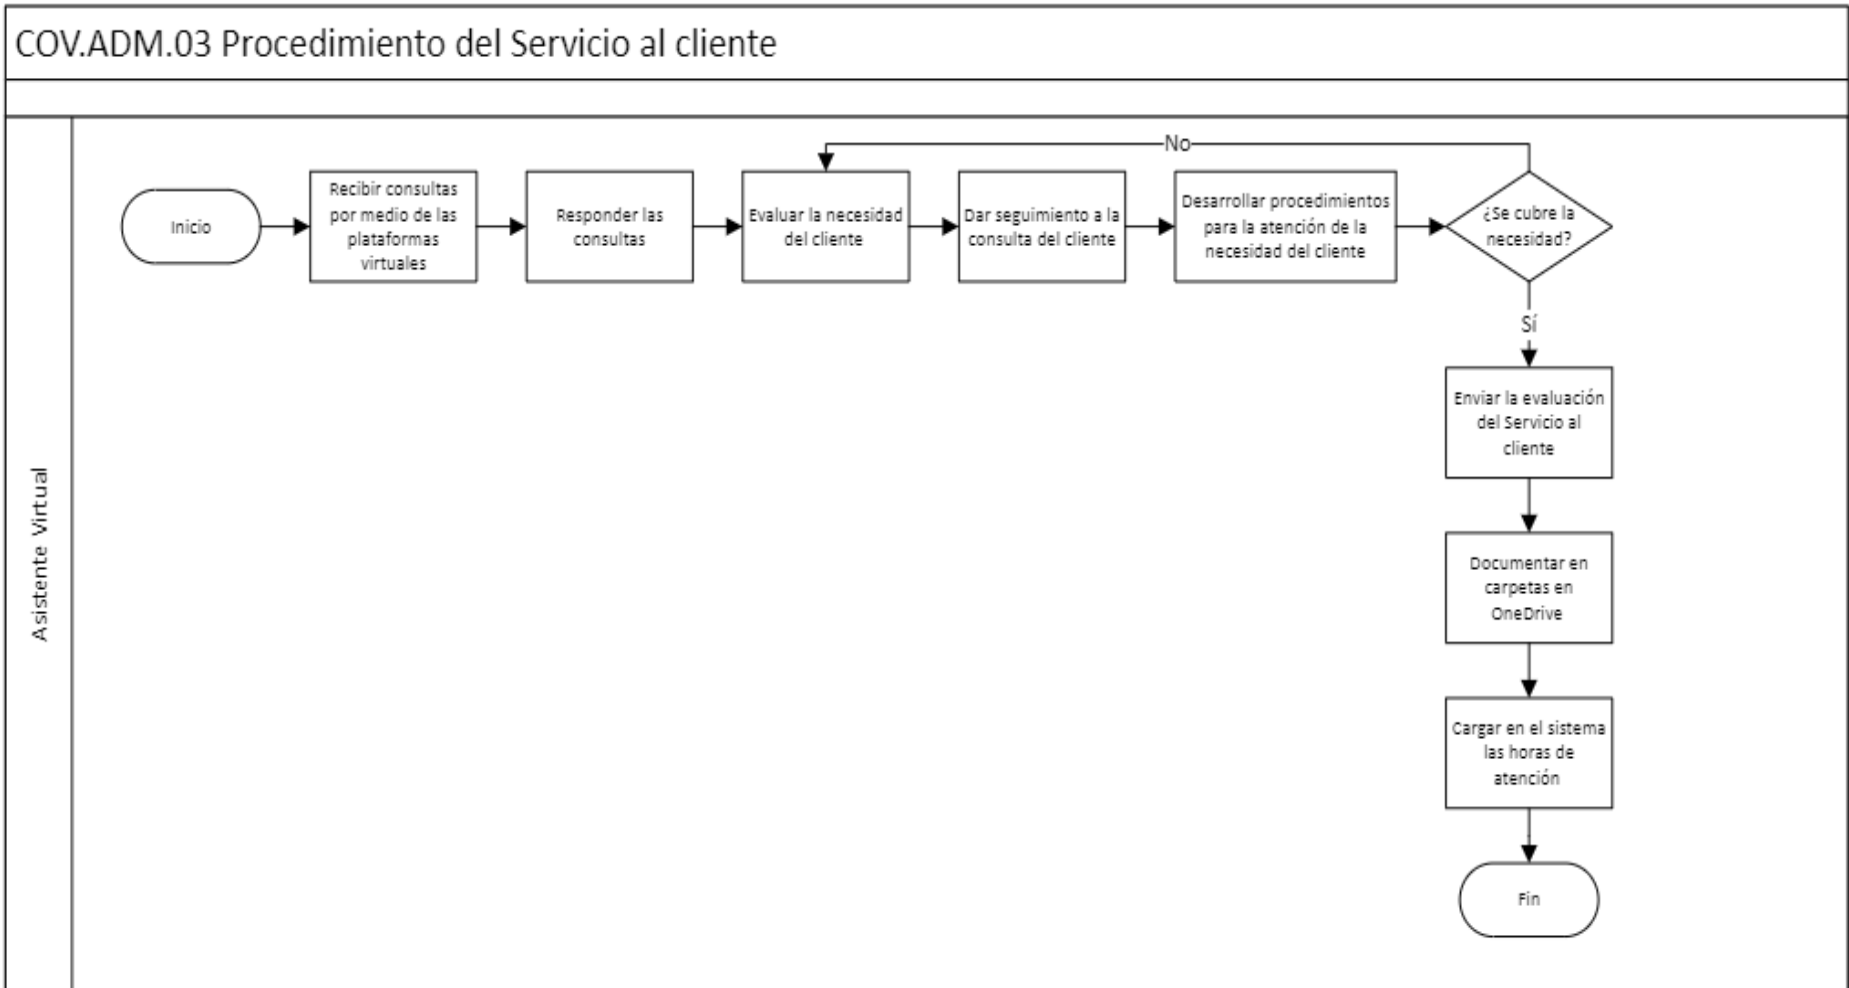 COV.ADM.03 Procedimiento del Servicio al cliente
Asistente Virtual
Inicio
Recibir consultas
por medio de las
plataformas
virtuales
Responder las
consultas
Evaluar la necesidad
del cliente
Dar seguimiento a la
consulta del cliente
Desarrollar procedimientos
para la atención de la
necesidad del cliente
¿Se cubre la
necesidad?
No
Sí
Enviar la evaluación
del Servicio al
cliente
Documentar en
carpetas en
OneDrive
Cargar en el sistema
las horas de
atención
Fin